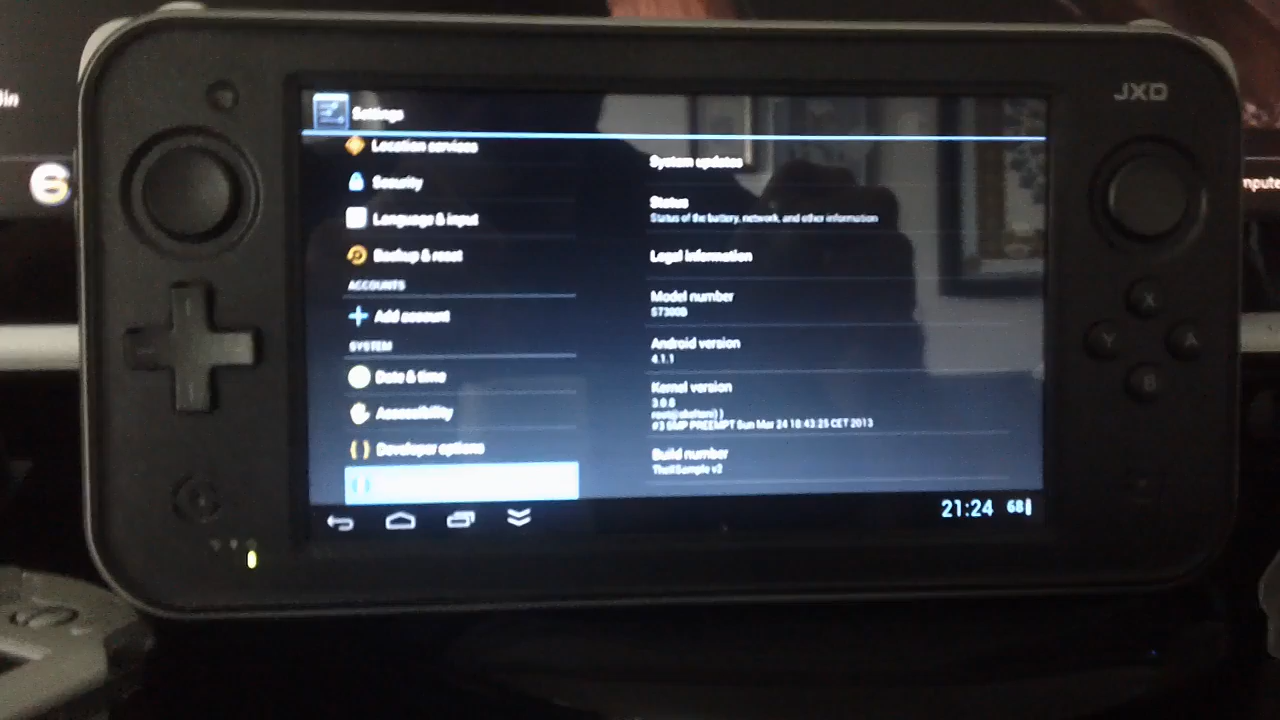 JXD
Settings
Location services
Security
Language & input
Backup & reset
ACCOUNTS
Add account
SYSTEM
Date & time
Accessibility
Developer options
System updates
Status
Status of the battery, network, and other information
Legal information
Model number
S7300B
Android version
4.1.1
Kernel version
3.0.8
#3 SMP PREEMPT Sun Mar 24 18:43:25 CET 2013
Build number
TheXSample v2
21:24 68
X
Y A
B